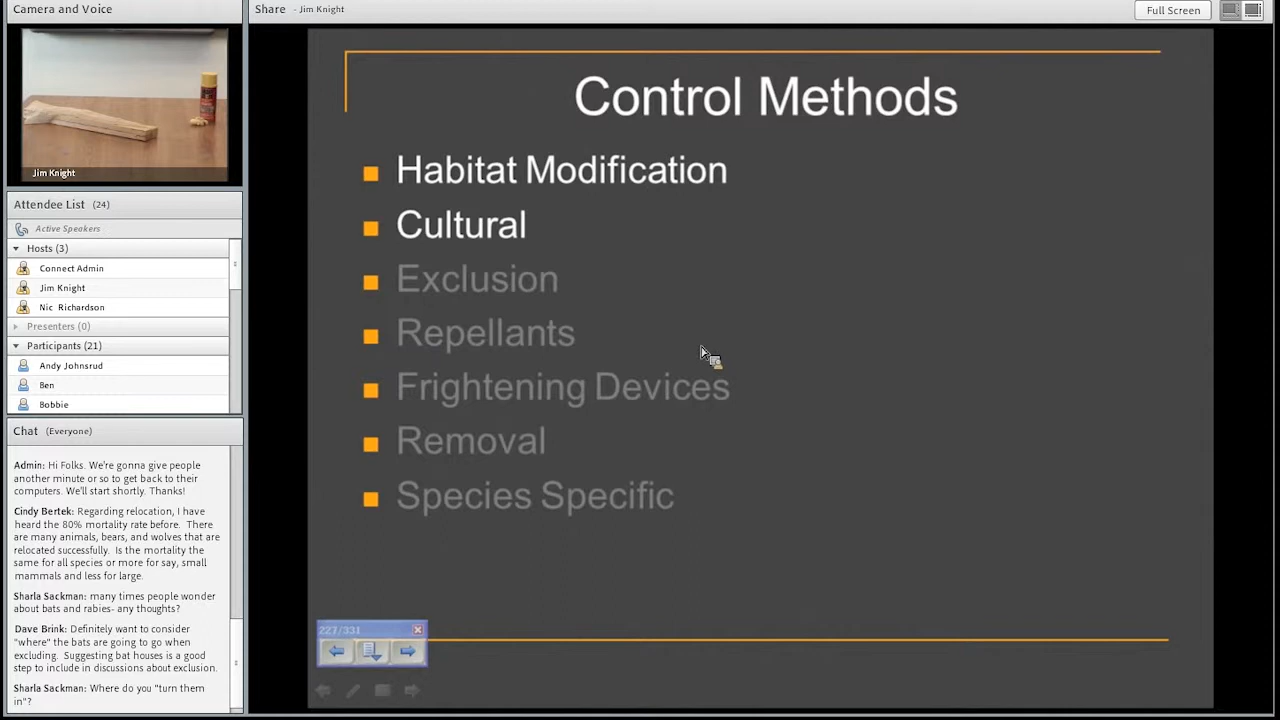 Camera and Voice
Jim Knight
Attendee List (24)
Active Speakers
Hosts (3)
Connect Admin
Jim Knight
Nic Richardson
Presenters (0)
Participants (21)
Andy Johnsrud
Ben
Bobbie
Chat (Everyone)
Admin: Hi Folks. We're gonna give people
another minute or so to get back to their
computers. We'll start shortly. Thanks!
Cindy Bertek: Regarding relocation, I have
heard the 80% mortality rate before. There
are many animals, bears, and wolves that are
relocated successfully. Is the mortality the
same for all species or more for say, small
mammals and less for large.
Sharla Sackman: many times people wonder
about bats and rabies- any thoughts?
Dave Brink: Definitely want to consider
"where" the bats are going to go when
excluding. Suggesting bat houses is a good
step to include in discussions about exclusion.
Sharla Sackman: Where do you "turn them
in"?
Share - Jim Knight
Full Screen
Control Methods
Habitat Modification
Cultural
Exclusion
Repellants
Frightening Devices
Removal
Species Specific
227/331